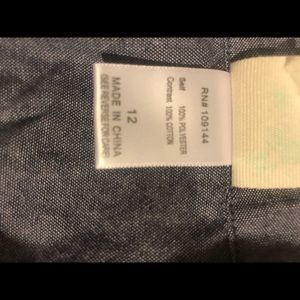 RN# 109144
Self 100% POLYESTER
Contrast 100% COTTON
12
MADE IN CHINA
(SEE REVERSE FOR CARE)